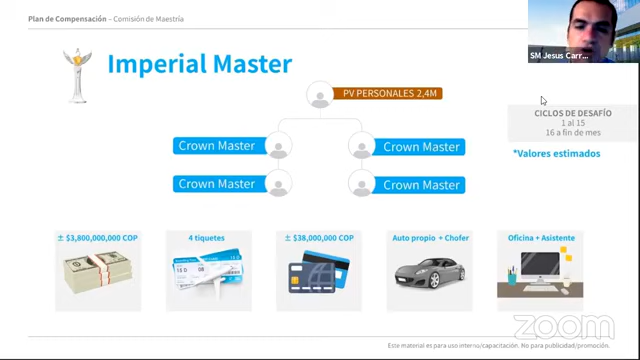 Plan de Compensación – Comisión de Maestría
Imperial Master
PV PERSONALES 2,4M
Crown Master
Crown Master
Crown Master
Crown Master
SM Jesus Carr...
CICLOS DE DESAFÍO
1 al 15
16 a fin de mes
*Valores estimados
± $3,800,000,000 COP
4 tiquetes
± $38,000,000 COP
Auto propio + Chofer
Oficina + Asistente
zoom
Este material es para uso interno/capacitación. No para publicidad/promoción.